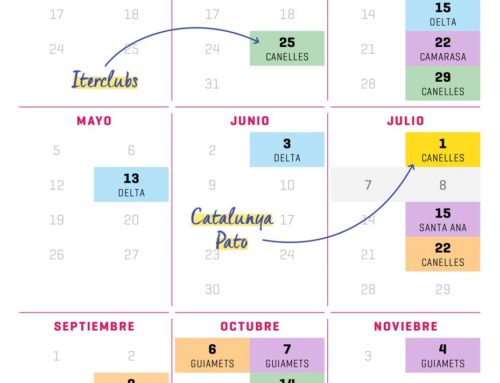 17 18 17 18 14 15
DELTA
24 25 24 25 21 22
CANELLES CAMARASA
Iterclubs 31 28 29
CANELLES
MAYO JUNIO JULIO
5 6 2 3 1
DELTA CANELLES
12 13 9 10 7 8
DELTA
19 20 17 14 15
Catalunya SANTA ANA
Pato
26 27 23 24 21 22
CANELLES
30 28 29
SEPTIEMBRE OCTUBRE NOVIEBRE
1 2 6 7 3 4
GUIAMETS GUIAMETS GUIAMETS